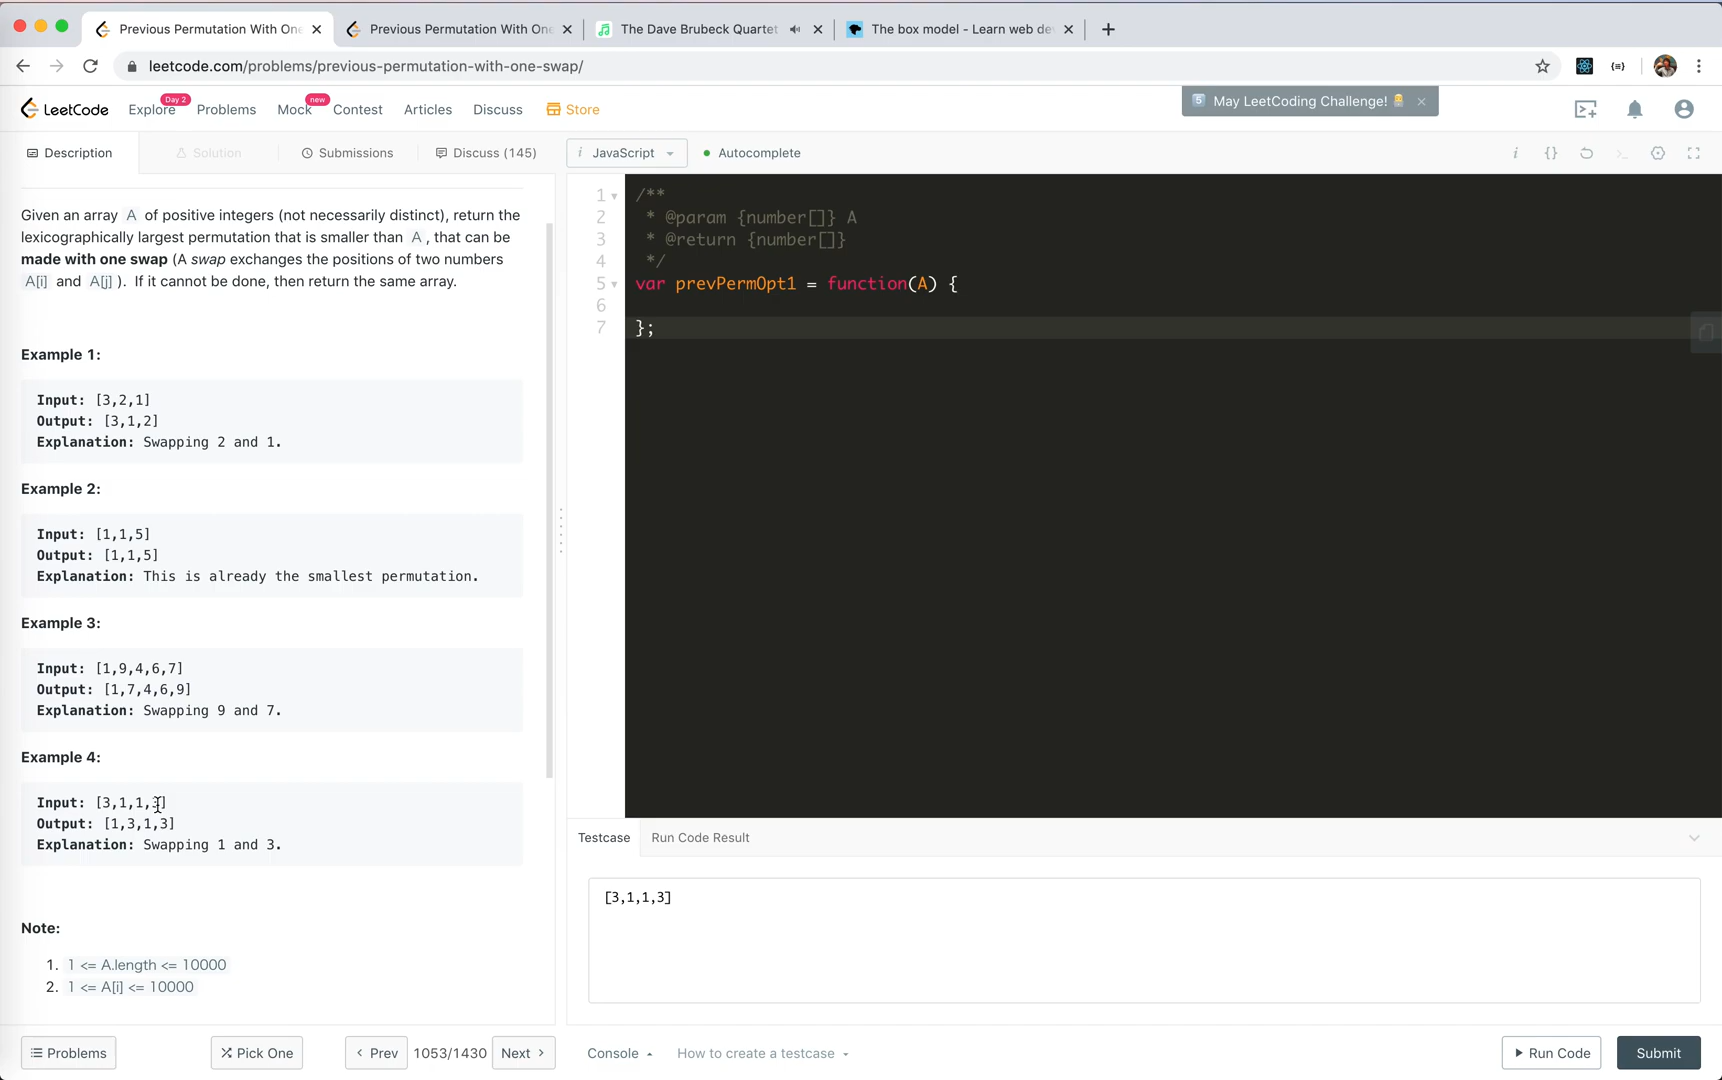 Previous Permutation With One
Previous Permutation With One
The Dave Brubeck Quartet
The box model - Learn web dev
leetcode.com/problems/previous-permutation-with-one-swap/
LeetCode
Explore
Day 2
Problems
Mock
new
Contest
Articles
Discuss
Store
May LeetCoding Challenge!
Description
Solution
Submissions
Discuss (145)
i JavaScript
Autocomplete
Given an array A of positive integers (not necessarily distinct), return the
lexicographically largest permutation that is smaller than A, that can be
made with one swap (A swap exchanges the positions of two numbers
A[i] and A[j] ). If it cannot be done, then return the same array.
Example 1:
Input: [3,2,1]
Output: [3,1,2]
Explanation: Swapping 2 and 1.
Example 2:
Input: [1,1,5]
Output: [1,1,5]
Explanation: This is already the smallest permutation.
Example 3:
Input: [1,9,4,6,7]
Output: [1,7,4,6,9]
Explanation: Swapping 9 and 7.
Example 4:
Input: [3,1,1,3]
Output: [1,3,1,3]
Explanation: Swapping 1 and 3.
Note:
1. 1 <= A.length <= 10000
2. 1 <= A[i] <= 10000
1 /**
2 * @param {number[]} A
3 * @return {number[]}
4 */
5 var prevPermOpt1 = function(A) {
6
7 };
Testcase
Run Code Result
[3,1,1,3]
Problems
Pick One
Prev
1053/1430
Next
Console
How to create a testcase
Run Code
Submit